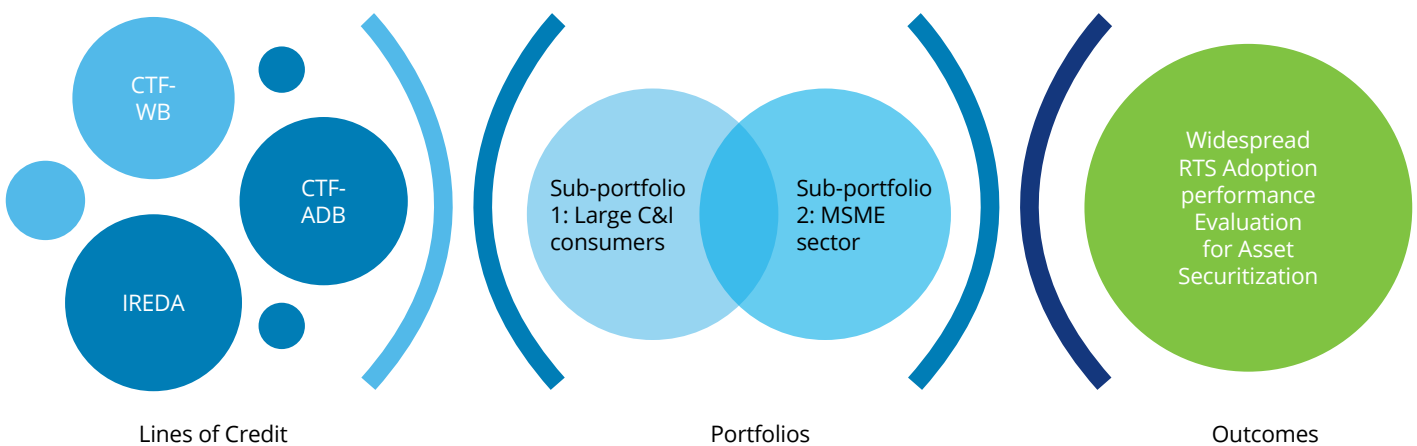 CTF-
WB
CTF-
ADB
IREDA
Lines of Credit
Sub-portfolio
1: Large C&I
consumers
Sub-portfolio
2: MSME
sector
Portfolios
Widespread
RTS Adoption
performance
Evaluation
for Asset
Securitization
Outcomes